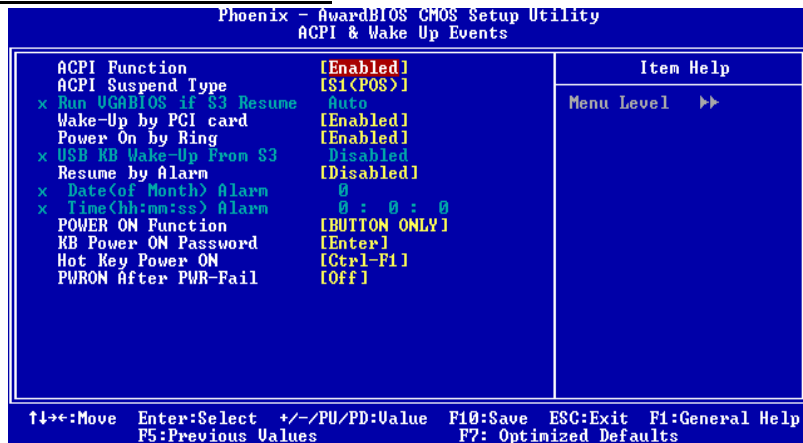 Phoenix - AwardBIOS CMOS Setup Utility
ACPI & Wake Up Events
ACPI Function [Enabled]
ACPI Suspend Type [S1(POS)]
x Run VGABIOS if S3 Resume Auto
Wake-Up by PCI card [Enabled]
Power On by Ring [Enabled]
x USB KB Wake-Up From S3 Disabled
Resume by Alarm [Disabled]
x Date(of Month) Alarm 0
x Time(hh:mm:ss) Alarm 0 : 0 : 0
POWER ON Function [BUTTON ONLY]
KB Power ON Password [Enter]
Hot Key Power ON [Ctrl-F1]
PWRON After PWR-Fail [Off]
Item Help
Menu Level ▸▸
↑↓→←:Move Enter:Select +/-/PU/PD:Value F10:Save ESC:Exit F1:General Help
F5:Previous Values F7: Optimized Defaults